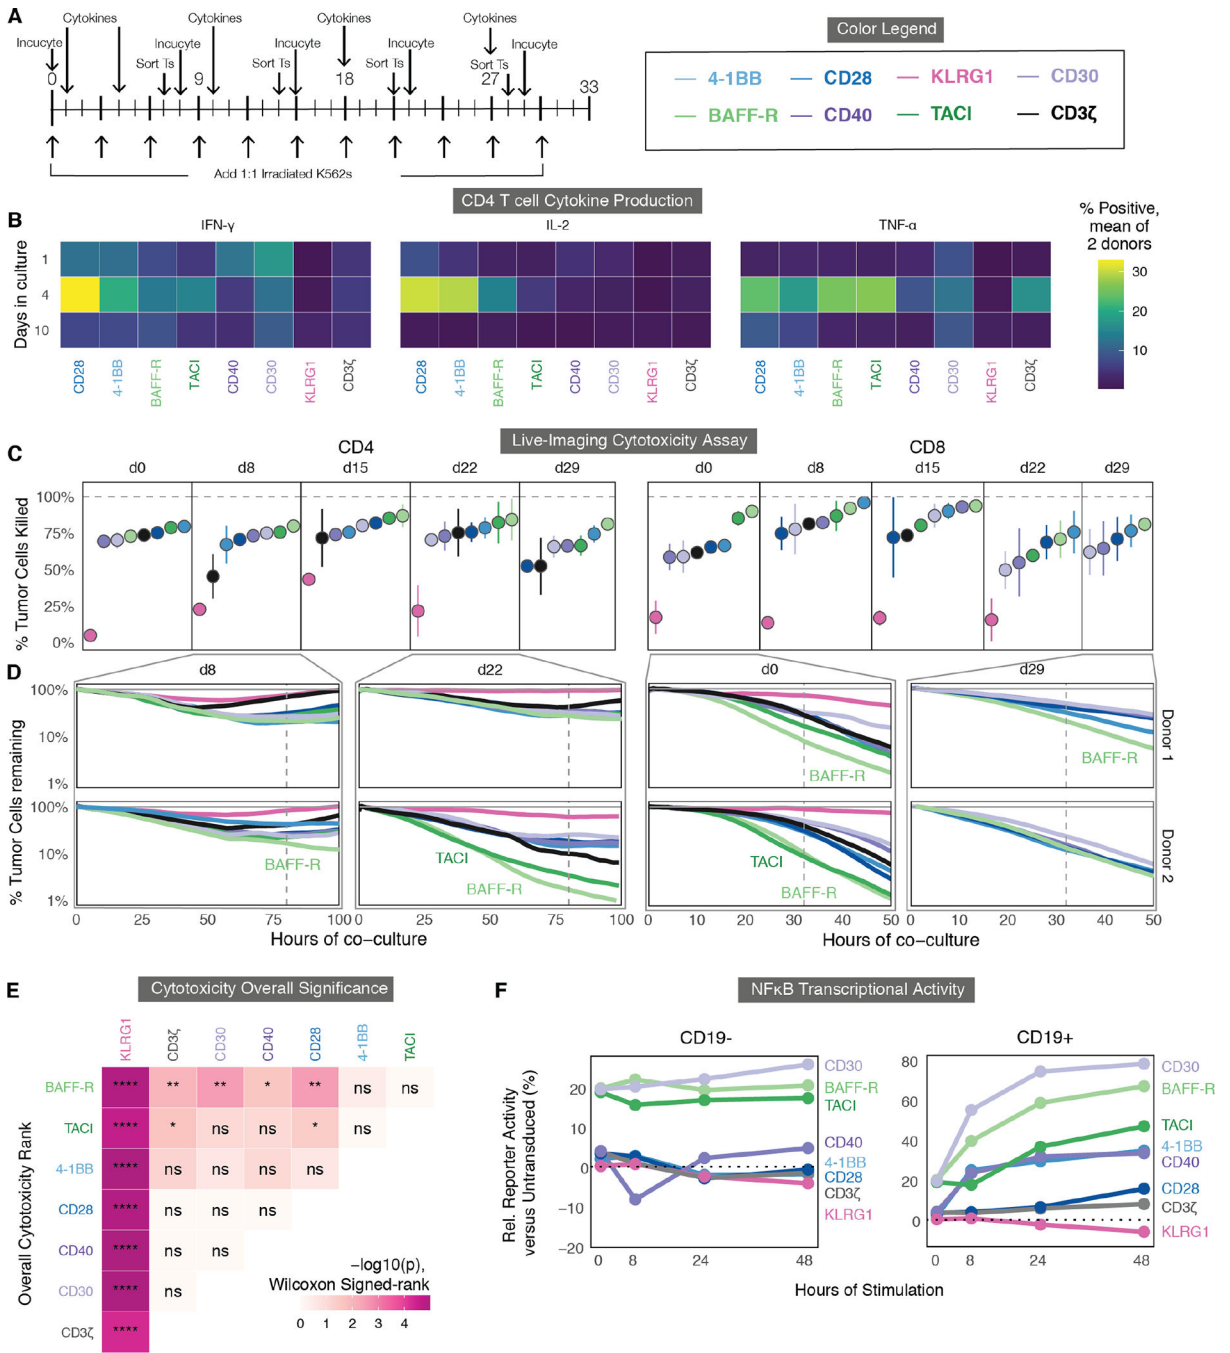 A
Cytokines
Cytokines
Cytokines
Cytokines
Incucyte
Incucyte
Incucyte
Incucyte
Incucyte
Sort Ts
Sort Ts
Sort Ts
Sort Ts
0
9
18
27
33
Add 1:1 Irradiated K562s
Color Legend
4-1BB
CD28
KLRG1
CD30
BAFF-R
CD40
TACI
CD3ζ
B
CD4 T cell Cytokine Production
IFN-γ
IL-2
TNF-α
Days in culture
1
4
10
CD28
4-1BB
BAFF-R
TACI
CD40
CD30
KLRG1
CD3ζ
CD28
4-1BB
BAFF-R
TACI
CD40
CD30
KLRG1
CD3ζ
CD28
4-1BB
BAFF-R
TACI
CD40
CD30
KLRG1
CD3ζ
% Positive,
mean of
2 donors
30
20
10
C
Live-Imaging Cytotoxicity Assay
CD4
CD8
d0
d8
d15
d22
d29
d0
d8
d15
d22
d29
% Tumor Cells Killed
100%
75%
50%
25%
0%
D
d8
d22
d0
d29
% Tumor Cells remaining
100%
10%
1%
100%
10%
1%
BAFF-R
BAFF-R
Donor 1
BAFF-R
TACI
BAFF-R
TACI
BAFF-R
Donor 2
0
25
50
75
100
0
25
50
75
100
0
10
20
30
40
50
0
10
20
30
40
50
Hours of co-culture
Hours of co-culture
E
Cytotoxicity Overall Significance
KLRG1
CD3ζ
CD30
CD40
CD28
4-1BB
TACI
Overall Cytotoxicity Rank
BAFF-R **** ** ** * ** ns ns
TACI **** * ns ns * ns
4-1BB **** ns ns ns ns
CD28 **** ns ns ns
CD40 **** ns ns
CD30 **** ns
CD3ζ ****
−log10(p),
Wilcoxon Signed-rank
0 1 2 3 4
F
NFκB Transcriptional Activity
CD19-
CD19+
Rel. Reporter Activity
versus Untransduced (%)
20
10
0
−10
−20
CD30
BAFF-R
TACI
CD40
4-1BB
CD28
CD3ζ
KLRG1
0 8 24 48
80
60
40
20
0
CD30
BAFF-R
TACI
4-1BB
CD40
CD28
CD3ζ
KLRG1
0 8 24 48
Hours of Stimulation